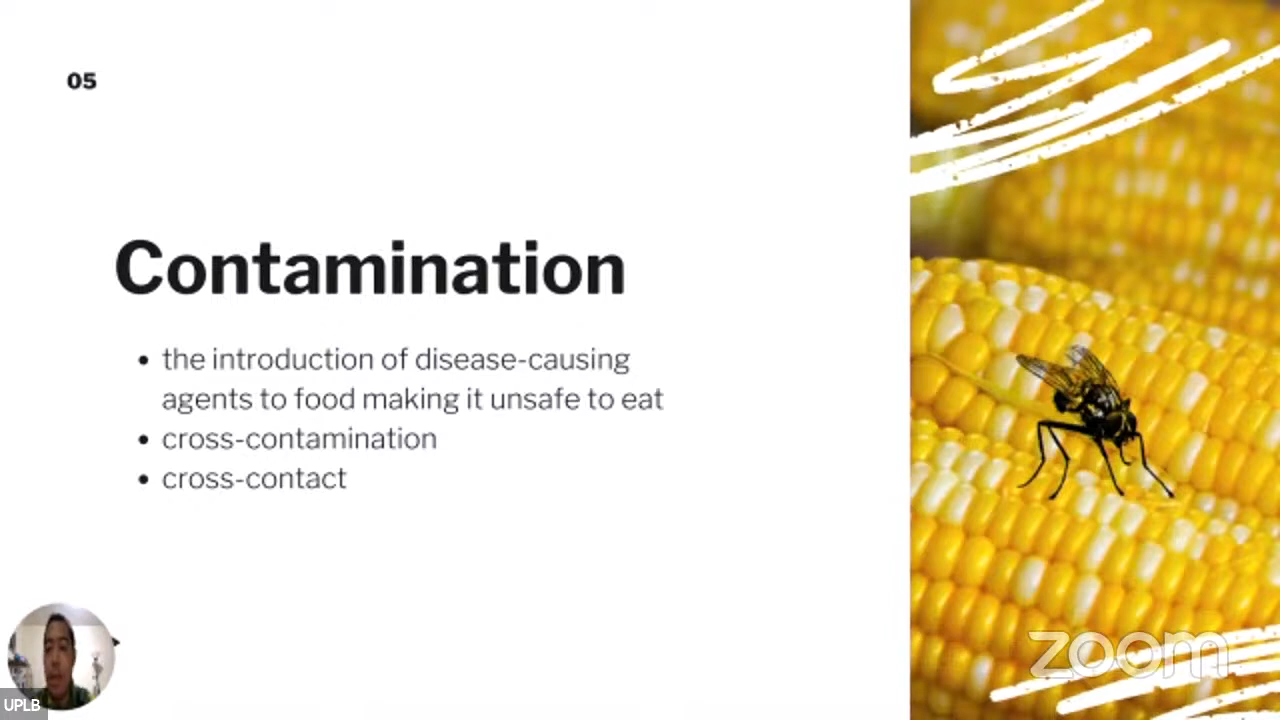 05
Contamination
• the introduction of disease-causing
agents to food making it unsafe to eat
• cross-contamination
• cross-contact
zoom
UPLB